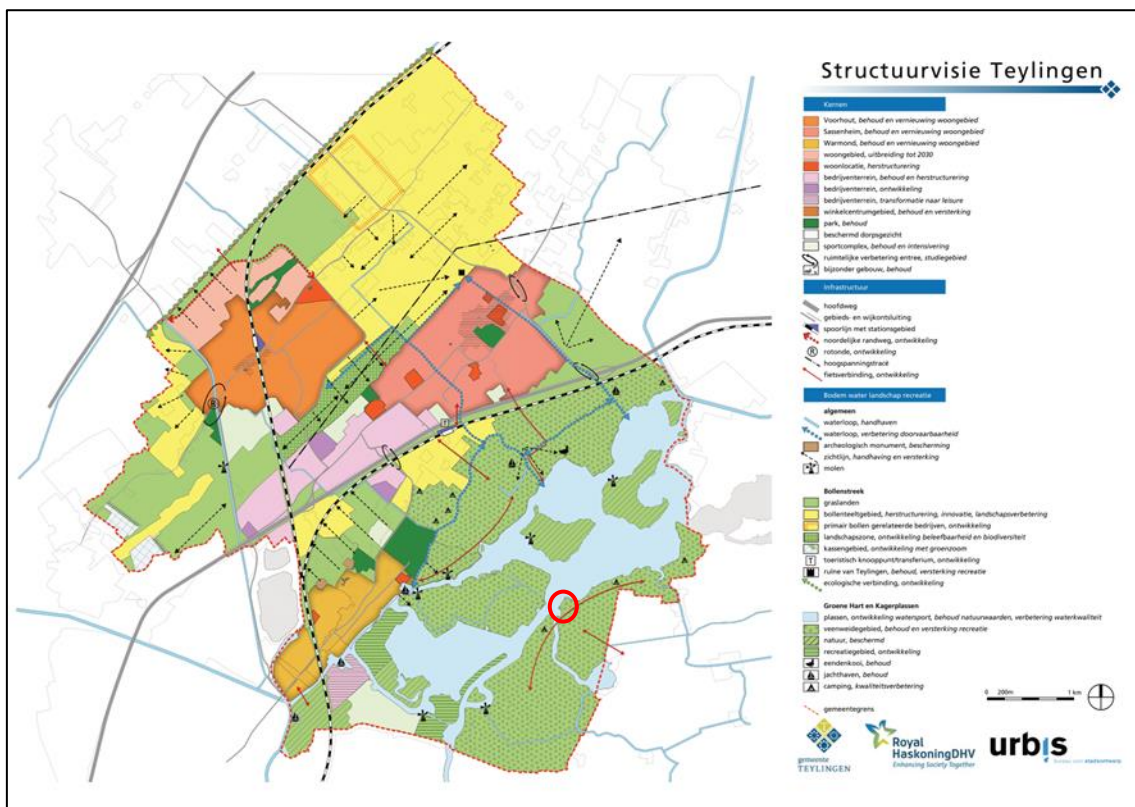 Structuurvisie Teylingen
Kernen
Voorhout, behoud en vernieuwing woongebied
Sassenheim, behoud en vernieuwing woongebied
Warmond, behoud en vernieuwing woongebied
woongebied, uitbreiding tot 2030
woonlocatie, herstructurering
bedrijventerrein, behoud en herstructurering
bedrijventerrein, ontwikkeling
bedrijventerrein, transformatie naar leisure
winkelcentrumgebied, behoud en versterking
park, behoud
beschermd dorpsgezicht
sportcomplex, behoud en intensivering
ruimtelijke verbetering entree, studiegebied
bijzonder gebouw, behoud
Infrastructuur
hoofdweg
gebieds- en wijkontsluiting
spoorlijn met stationsgebied
noordelijke randweg, ontwikkeling
R rotonde, ontwikkeling
hoogspanningstracé
fietsverbinding, ontwikkeling
Bodem water landschap recreatie
algemeen
waterloop, handhaven
waterloop, verbetering doorvaarbaarheid
archeologisch monument, bescherming
zichtlijn, handhaving en versterking
molen
Bollenstreek
graslanden
bollenteeltgebied, herstructurering, innovatie, landschapsverbetering
primair bollen gerelateerde bedrijven, ontwikkeling
landschapszone, ontwikkeling beleefbaarheid en biodiversiteit
kassengebied, ontwikkeling met groenzoom
T toeristisch knooppunt/transferium, ontwikkeling
ruine van Teylingen, behoud, versterking recreatie
ecologische verbinding, ontwikkeling
Groene Hart en Kagerplassen
plassen, ontwikkeling watersport, behoud natuurwaarden, verbetering waterkwaliteit
veenweidegebied, behoud en versterking recreatie
natuur, beschermd
recreatiegebied, ontwikkeling
eendenkooi, behoud
jachthaven, behoud
camping, kwaliteitsverbetering
gemeentegrens
0 200m 1 km
gemeente
TEYLINGEN
Royal
HaskoningDHV
Enhancing Society Together
urbis
bureau voor stadsontwerp
R
T